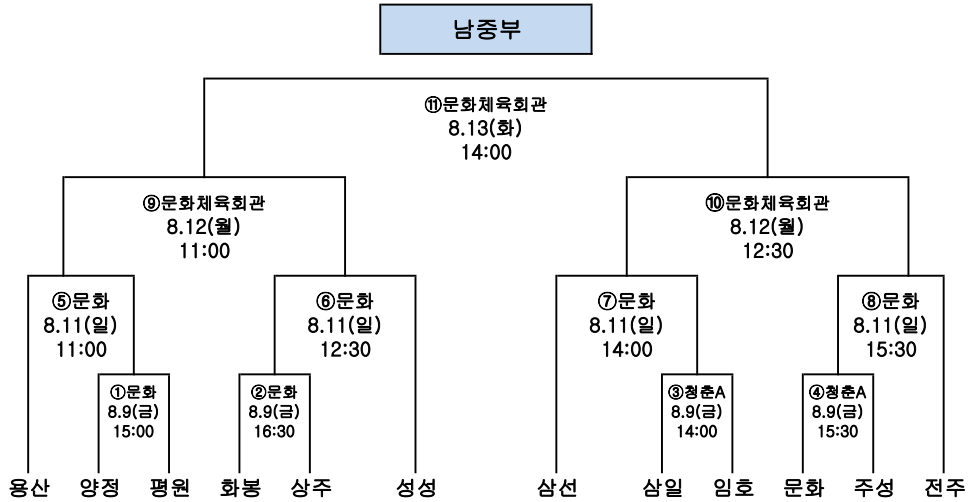 남중부
⑪문화체육회관
8.13(화)
14:00
⑨문화체육회관
8.12(월)
11:00
⑩문화체육회관
8.12(월)
12:30
⑤문화
8.11(일)
11:00
⑥문화
8.11(일)
12:30
⑦문화
8.11(일)
14:00
⑧문화
8.11(일)
15:30
①문화
8.9(금)
15:00
②문화
8.9(금)
16:30
③청춘A
8.9(금)
14:00
④청춘A
8.9(금)
15:30
용산 양정 평원 화봉 상주 성성 삼선 삼일 임호 문화 주성 전주